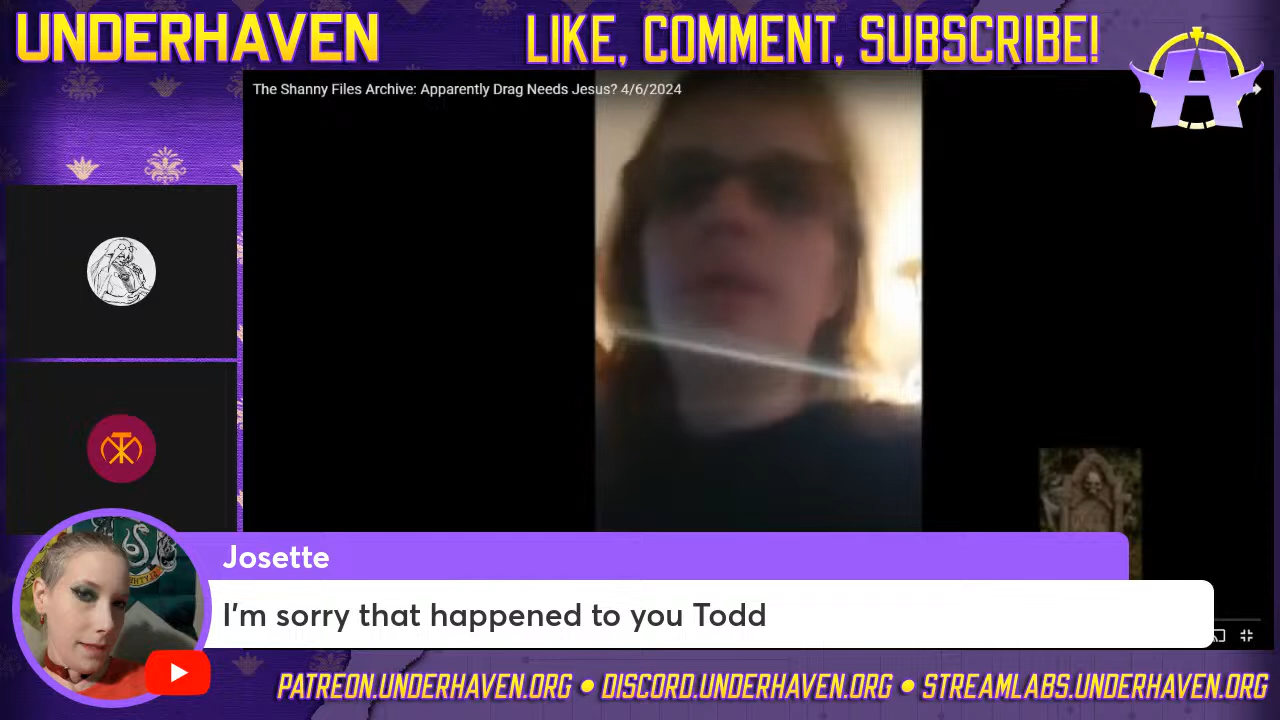 UNDERHAVEN
LIKE, COMMENT, SUBSCRIBE!
The Shanny Files Archive: Apparently Drag Needs Jesus? 4/6/2024
Josette
I'm sorry that happened to you Todd
PATREON.UNDERHAVEN.ORG • DISCORD.UNDERHAVEN.ORG • STREAMLABS.UNDERHAVEN.ORG